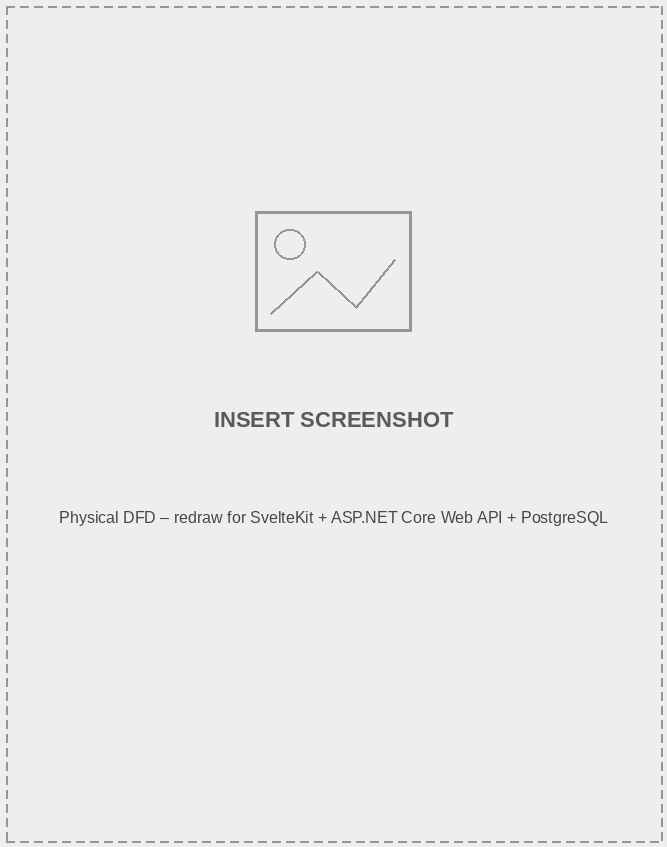 INSERT SCREENSHOT
Physical DFD – redraw for SvelteKit + ASP.NET Core Web API + PostgreSQL